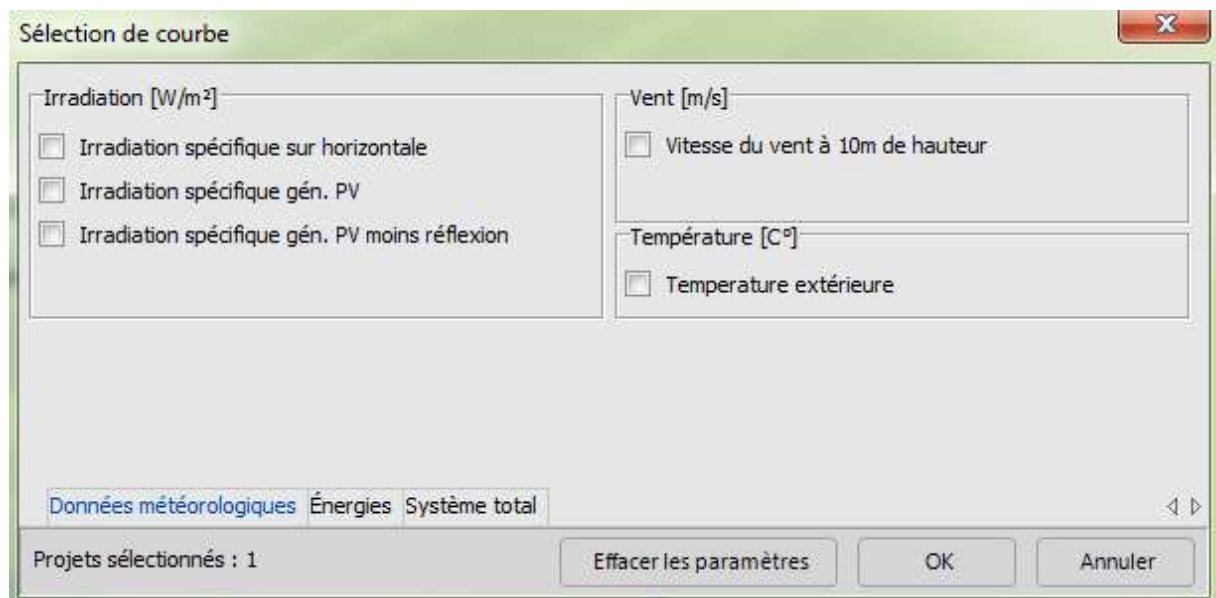 Sélection de courbe
Irradiation [W/m²]
Irradiation spécifique sur horizontale
Irradiation spécifique gén. PV
Irradiation spécifique gén. PV moins réflexion
Vent [m/s]
Vitesse du vent à 10m de hauteur
Température [C°]
Temperature extérieure
Données météorologiques Énergies Système total
Projets sélectionnés : 1 Effacer les paramètres OK Annuler